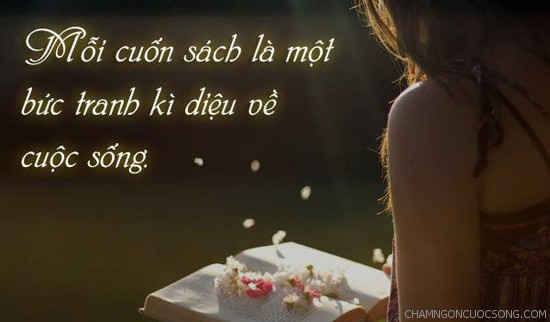 Mỗi cuốn sách là một
bức tranh kì diệu về
cuộc sống.
CHAMNGONCUOCSONG.COM